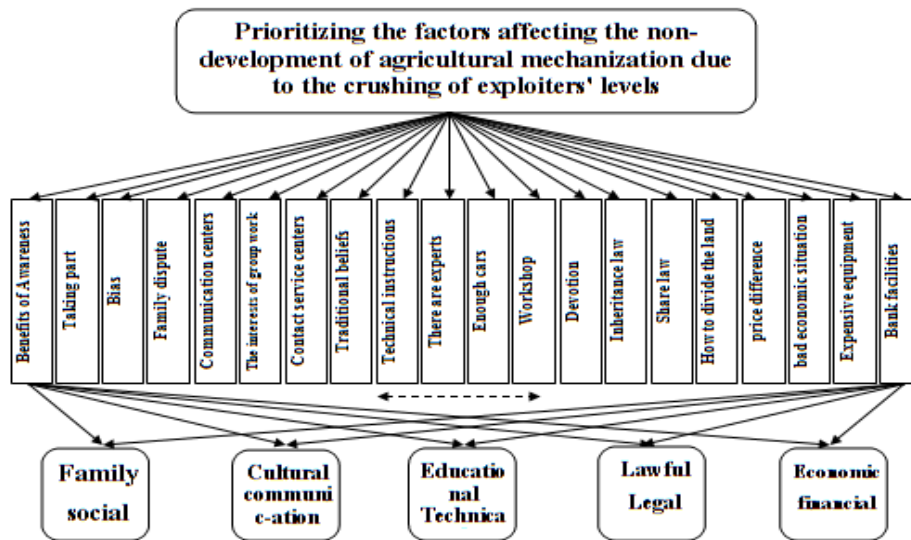 Prioritizing the factors affecting the non-
development of agricultural mechanization due
to the crushing of exploiters' levels
Benefits of Awareness
Taking part
Bias
Family dispute
Communication centers
The interests of group work
Contact service centers
Traditional beliefs
Technical instructions
There are experts
Enough cars
Workshop
Devotion
Inheritance law
Share law
How to divide the land
price difference
bad economic situation
Expensive equipment
Bank facilities
Family
social
Cultural
communi
c-ation
Educatio
nal
Technica
Lawful
Legal
Economic
financial